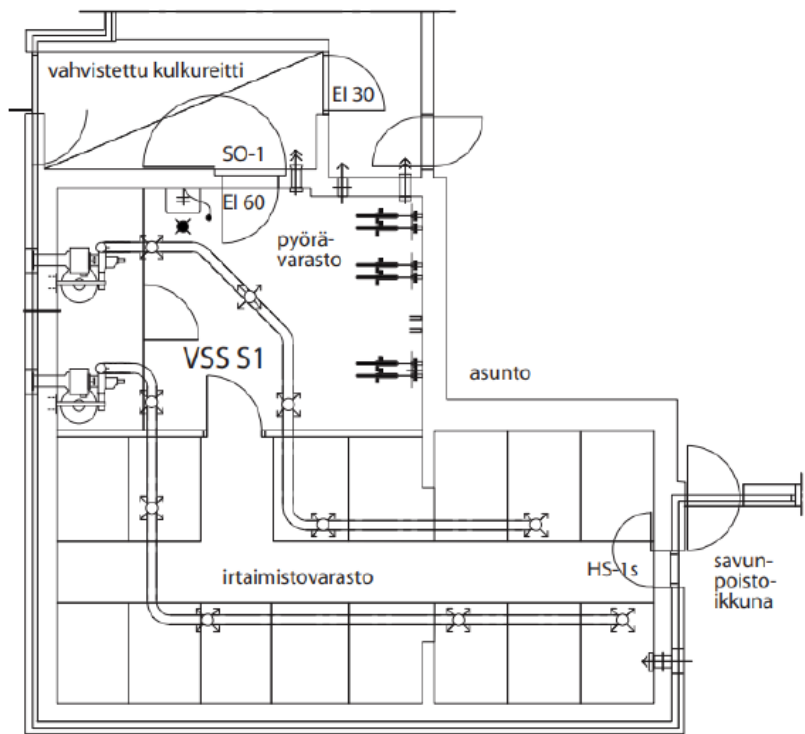 vahvistettu kulkureitti
EI 30
SO-1
EI 60
pyörä-
varasto
VSS S1
asunto
irtaimistovarasto
HS-1s
savun-
poisto-
ikkuna